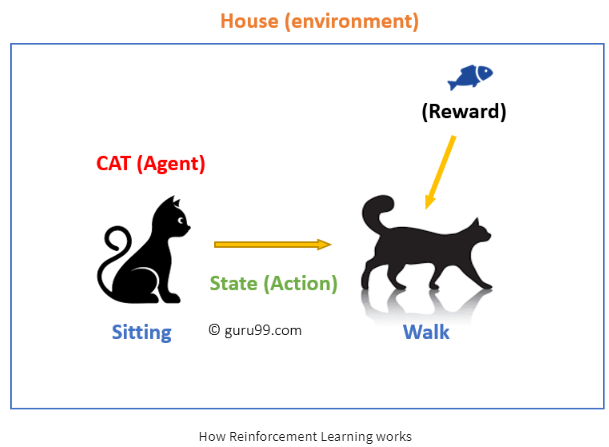 House (environment)
(Reward)
CAT (Agent)
State (Action)
Sitting
© guru99.com
Walk
How Reinforcement Learning works